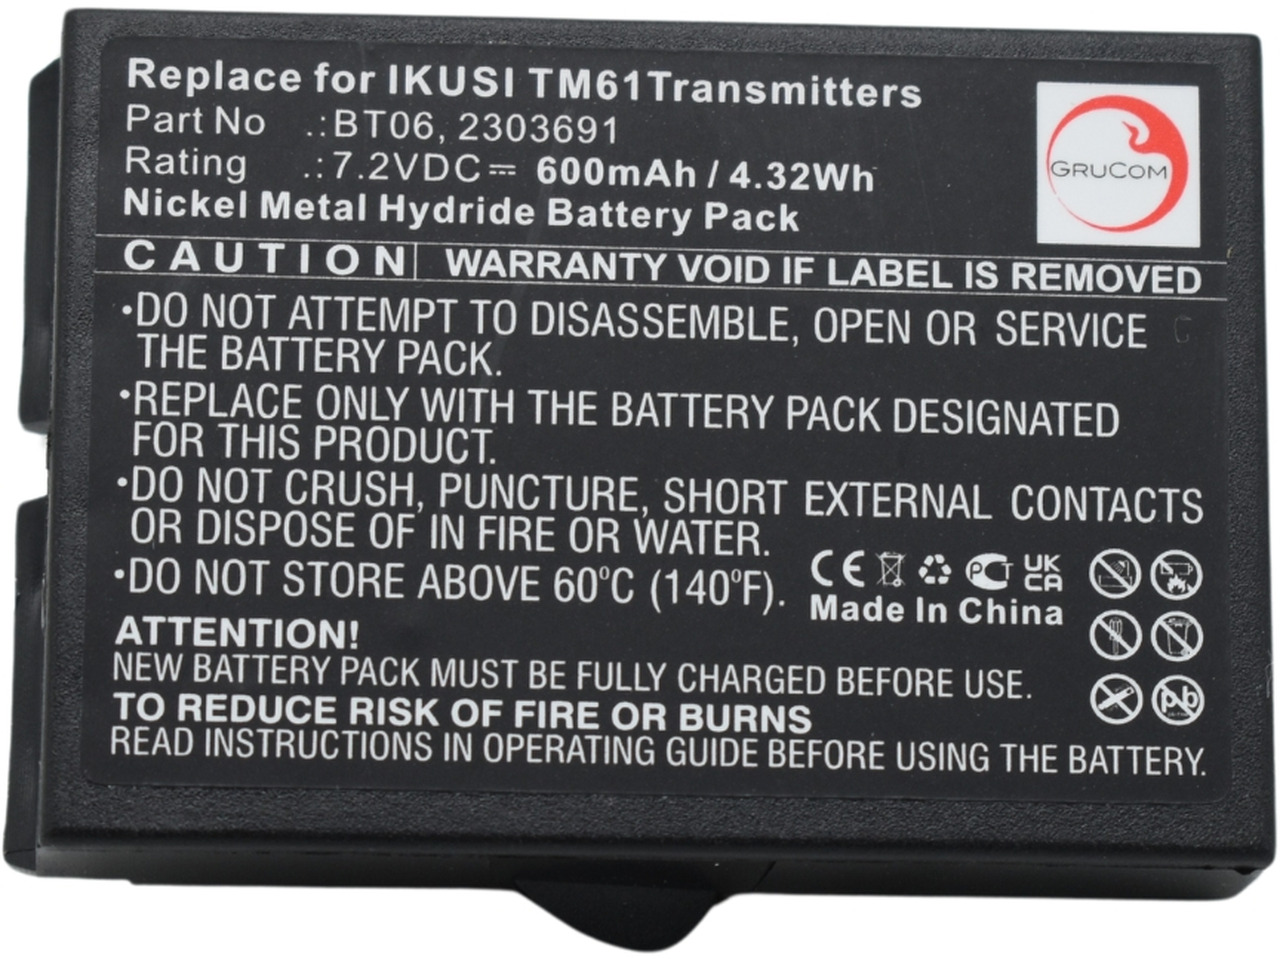 Replace for IKUSI TM61Transmitters
Part No .:BT06, 2303691
Rating .:7.2VDC⎓ 600mAh / 4.32Wh
Nickel Metal Hydride Battery Pack
GRUCOM
CAUTION WARRANTY VOID IF LABEL IS REMOVED
•DO NOT ATTEMPT TO DISASSEMBLE, OPEN OR SERVICE
THE BATTERY PACK.
•REPLACE ONLY WITH THE BATTERY PACK DESIGNATED
FOR THIS PRODUCT.
•DO NOT CRUSH, PUNCTURE, SHORT EXTERNAL CONTACTS
OR DISPOSE OF IN FIRE OR WATER.
•DO NOT STORE ABOVE 60°C (140°F).
CE PCT UK
CA
Made In China
Pb
ATTENTION!
NEW BATTERY PACK MUST BE FULLY CHARGED BEFORE USE.
TO REDUCE RISK OF FIRE OR BURNS
READ INSTRUCTIONS IN OPERATING GUIDE BEFORE USING THE BATTERY.